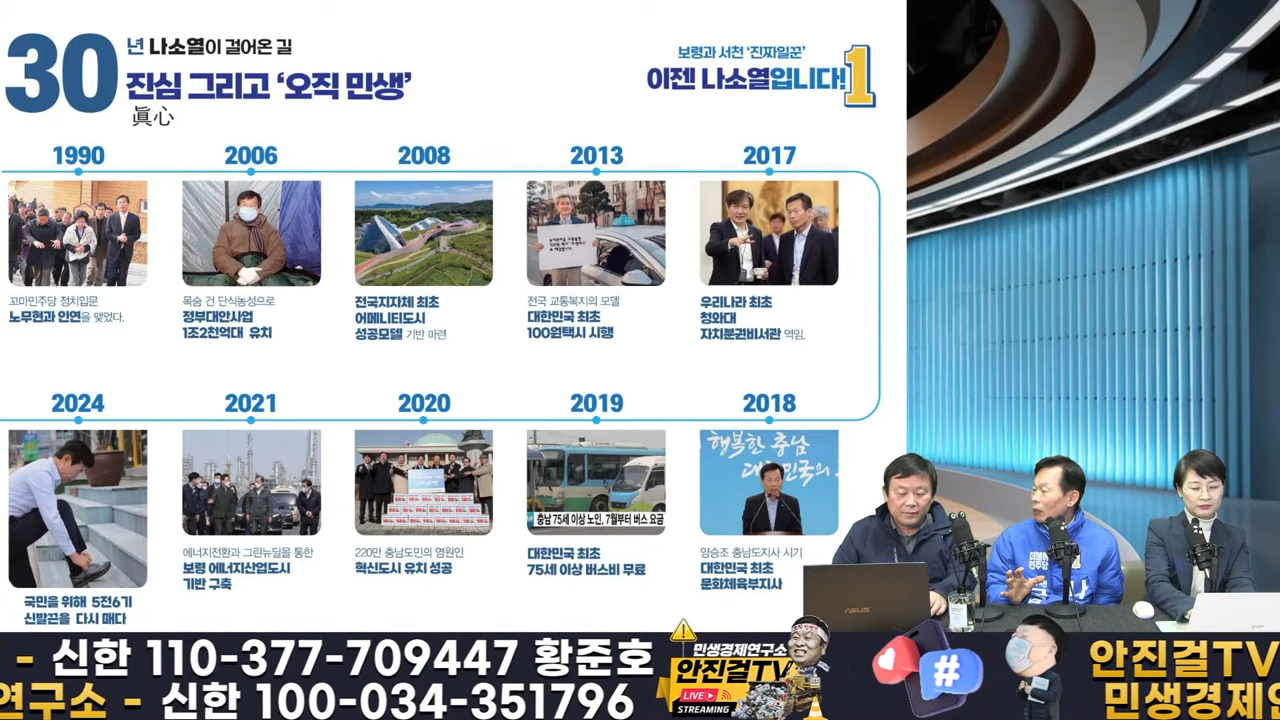 30년 나소열이 걸어온 길
진심 그리고 ‘오직 민생’
眞心
보령과 서천 ‘진짜일꾼’
이젠 나소열입니다!
1
1990
꼬마민주당 정치입문
노무현과 인연을 맺었다.
2006
목숨 건 단식농성으로
정부대안사업
1조2천억대 유치
2008
전국지자체 최초
어메니티도시
성공모델 기반 마련
2013
전국 교통복지의 모델
대한민국 최초
100원택시 시행
2017
우리나라 최초
청와대
자치분권비서관 역임.
2024
국민을 위해 5전6기
신발끈을 다시 매다
2021
에너지전환과 그린뉴딜을 통한
보령 에너지산업도시
기반 구축
2020
220만 충남도민의 염원인
혁신도시 유치 성공
2019
충남 75세 이상 노인, 7월부터 버스 요금
대한민국 최초
75세 이상 버스비 무료
2018
행복한 충남
대한민국의
양승조 충남도지사 시기
대한민국 최초
문화체육부지사
더불어
민주당
ASUS
- 신한 110-377-709447 황준호
연구소 - 신한 100-034-351796
민생경제연구소
안진걸TV
LIVE
STREAMING
#
안진걸TV
민생경제연